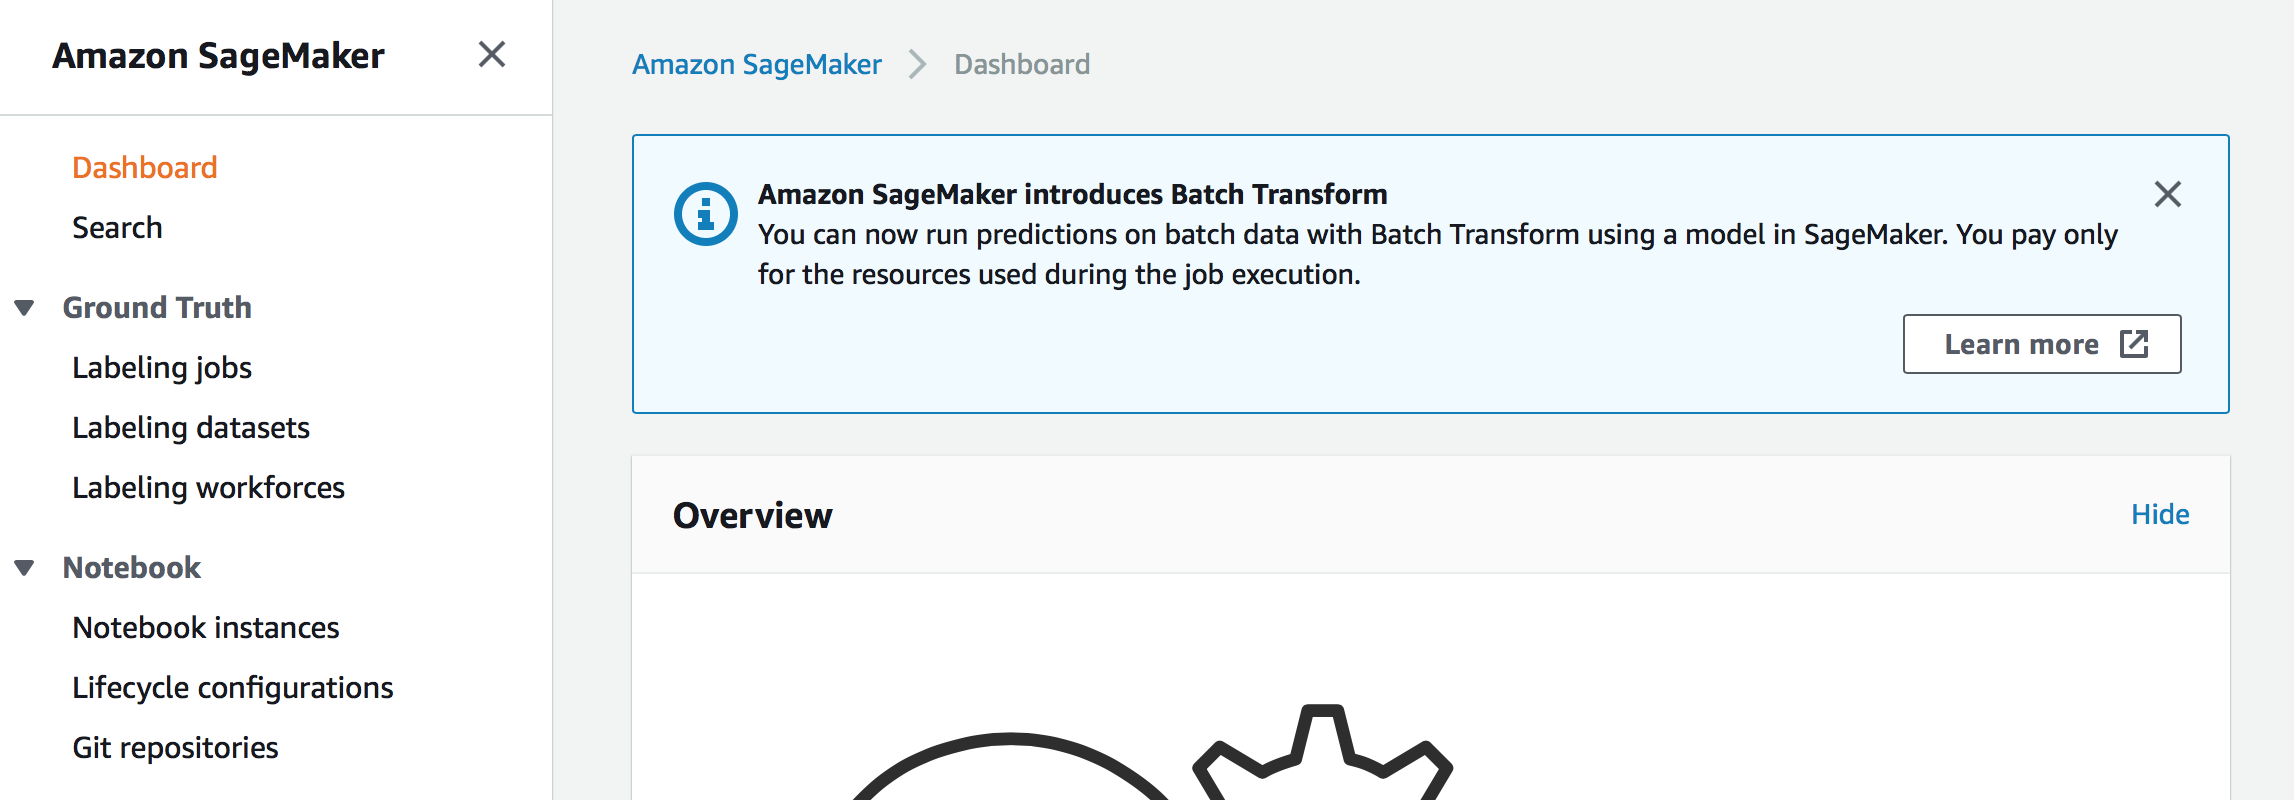 Amazon SageMaker
Dashboard
Search
Ground Truth
Labeling jobs
Labeling datasets
Labeling workforces
Notebook
Notebook instances
Lifecycle configurations
Git repositories
Amazon SageMaker > Dashboard
Amazon SageMaker introduces Batch Transform
You can now run predictions on batch data with Batch Transform using a model in SageMaker. You pay only
for the resources used during the job execution.
Learn more
Overview
Hide